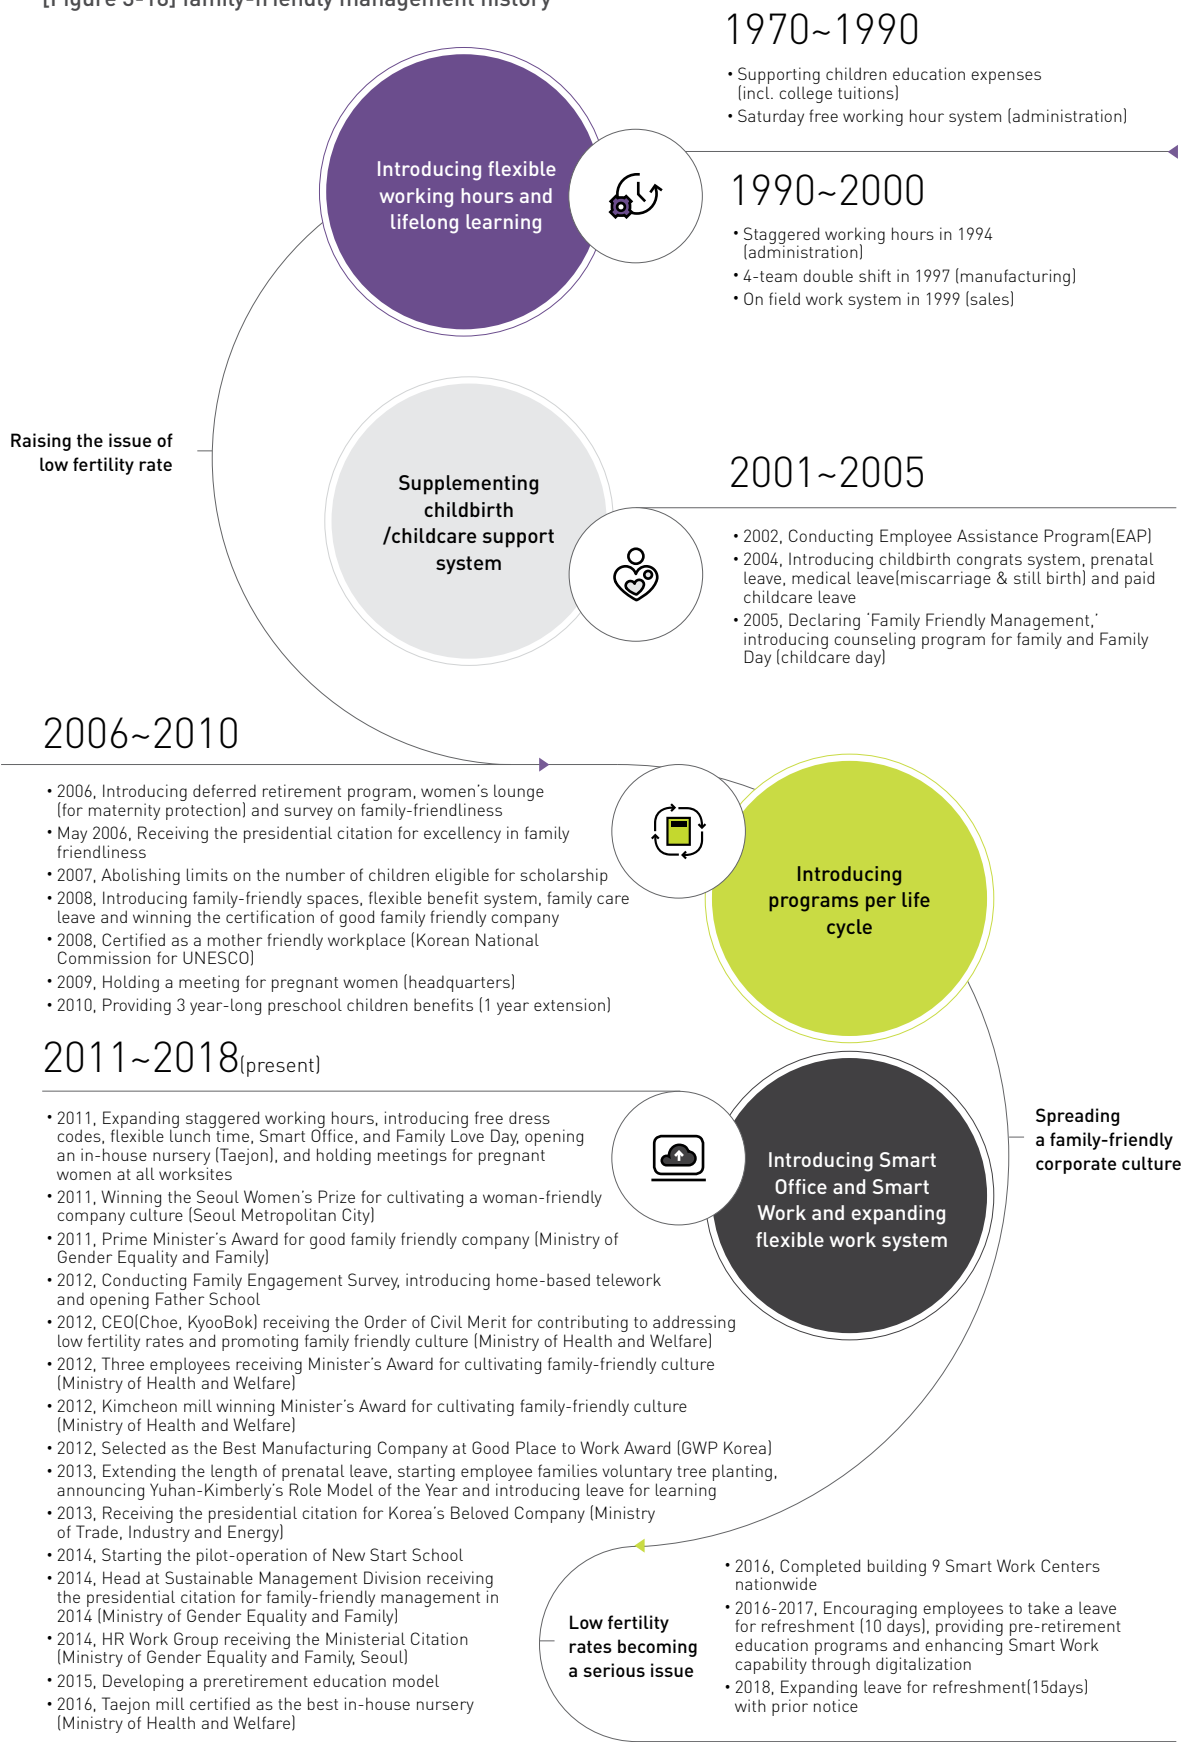 [Figure 3-16] family-friendly management history
1970~1990
• Supporting children education expenses
(incl. college tuitions)
• Saturday free working hour system (administration)
Introducing flexible
working hours and
lifelong learning
1990~2000
• Staggered working hours in 1994
(administration)
• 4-team double shift in 1997 (manufacturing)
• On field work system in 1999 (sales)
Raising the issue of
low fertility rate
Supplementing
childbirth
/childcare support
system
2001~2005
• 2002, Conducting Employee Assistance Program(EAP)
• 2004, Introducing childbirth congrats system, prenatal
leave, medical leave(miscarriage & still birth) and paid
childcare leave
• 2005, Declaring ‘Family Friendly Management,’
introducing counseling program for family and Family
Day (childcare day)
2006~2010
• 2006, Introducing deferred retirement program, women’s lounge
(for maternity protection) and survey on family-friendliness
• May 2006, Receiving the presidential citation for excellency in family
friendliness
• 2007, Abolishing limits on the number of children eligible for scholarship
• 2008, Introducing family-friendly spaces, flexible benefit system, family care
leave and winning the certification of good family friendly company
• 2008, Certified as a mother friendly workplace (Korean National
Commission for UNESCO)
• 2009, Holding a meeting for pregnant women (headquarters)
• 2010, Providing 3 year-long preschool children benefits (1 year extension)
Introducing
programs per life
cycle
2011~2018(present)
• 2011, Expanding staggered working hours, introducing free dress
codes, flexible lunch time, Smart Office, and Family Love Day, opening
an in-house nursery (Taejon), and holding meetings for pregnant
women at all worksites
• 2011, Winning the Seoul Women’s Prize for cultivating a woman-friendly
company culture (Seoul Metropolitan City)
• 2011, Prime Minister’s Award for good family friendly company (Ministry of
Gender Equality and Family)
• 2012, Conducting Family Engagement Survey, introducing home-based telework
and opening Father School
• 2012, CEO(Choe, KyooBok) receiving the Order of Civil Merit for contributing to addressing
low fertility rates and promoting family friendly culture (Ministry of Health and Welfare)
• 2012, Three employees receiving Minister’s Award for cultivating family-friendly culture
(Ministry of Health and Welfare)
• 2012, Kimcheon mill winning Minister’s Award for cultivating family-friendly culture
(Ministry of Health and Welfare)
• 2012, Selected as the Best Manufacturing Company at Good Place to Work Award (GWP Korea)
• 2013, Extending the length of prenatal leave, starting employee families voluntary tree planting,
announcing Yuhan-Kimberly’s Role Model of the Year and introducing leave for learning
• 2013, Receiving the presidential citation for Korea’s Beloved Company (Ministry
of Trade, Industry and Energy)
• 2014, Starting the pilot-operation of New Start School
• 2014, Head at Sustainable Management Division receiving
the presidential citation for family-friendly management in
2014 (Ministry of Gender Equality and Family)
• 2014, HR Work Group receiving the Ministerial Citation
(Ministry of Gender Equality and Family, Seoul)
• 2015, Developing a preretirement education model
• 2016, Taejon mill certified as the best in-house nursery
(Ministry of Health and Welfare)
Introducing Smart
Office and Smart
Work and expanding
flexible work system
Spreading
a family-friendly
corporate culture
Low fertility
rates becoming
a serious issue
• 2016, Completed building 9 Smart Work Centers
nationwide
• 2016-2017, Encouraging employees to take a leave
for refreshment (10 days), providing pre-retirement
education programs and enhancing Smart Work
capability through digitalization
• 2018, Expanding leave for refreshment(15days)
with prior notice